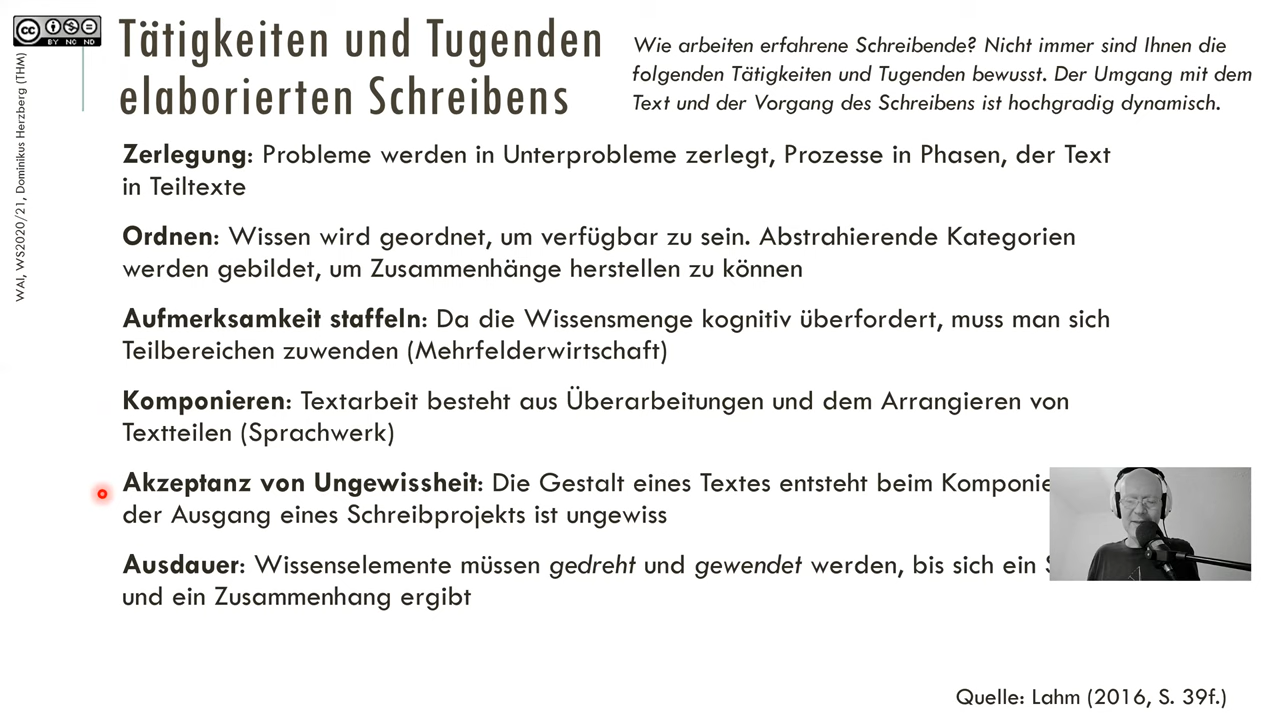 Tätigkeiten und Tugenden
elaborierten Schreibens
Wie arbeiten erfahrene Schreibende? Nicht immer sind Ihnen die
folgenden Tätigkeiten und Tugenden bewusst. Der Umgang mit dem
Text und der Vorgang des Schreibens ist hochgradig dynamisch.
Zerlegung: Probleme werden in Unterprobleme zerlegt, Prozesse in Phasen, der Text
in Teiltexte
Ordnen: Wissen wird geordnet, um verfügbar zu sein. Abstrahierende Kategorien
werden gebildet, um Zusammenhänge herstellen zu können
Aufmerksamkeit staffeln: Da die Wissensmenge kognitiv überfordert, muss man sich
Teilbereichen zuwenden (Mehrfelderwirtschaft)
Komponieren: Textarbeit besteht aus Überarbeitungen und dem Arrangieren von
Textteilen (Sprachwerk)
Akzeptanz von Ungewissheit: Die Gestalt eines Textes entsteht beim Komponie
der Ausgang eines Schreibprojekts ist ungewiss
Ausdauer: Wissenselemente müssen gedreht und gewendet werden, bis sich ein
und ein Zusammenhang ergibt
Quelle: Lahm (2016, S. 39f.)
WAI, WS2020/21, Dominikus Herzberg (THM)
cc BY NC ND